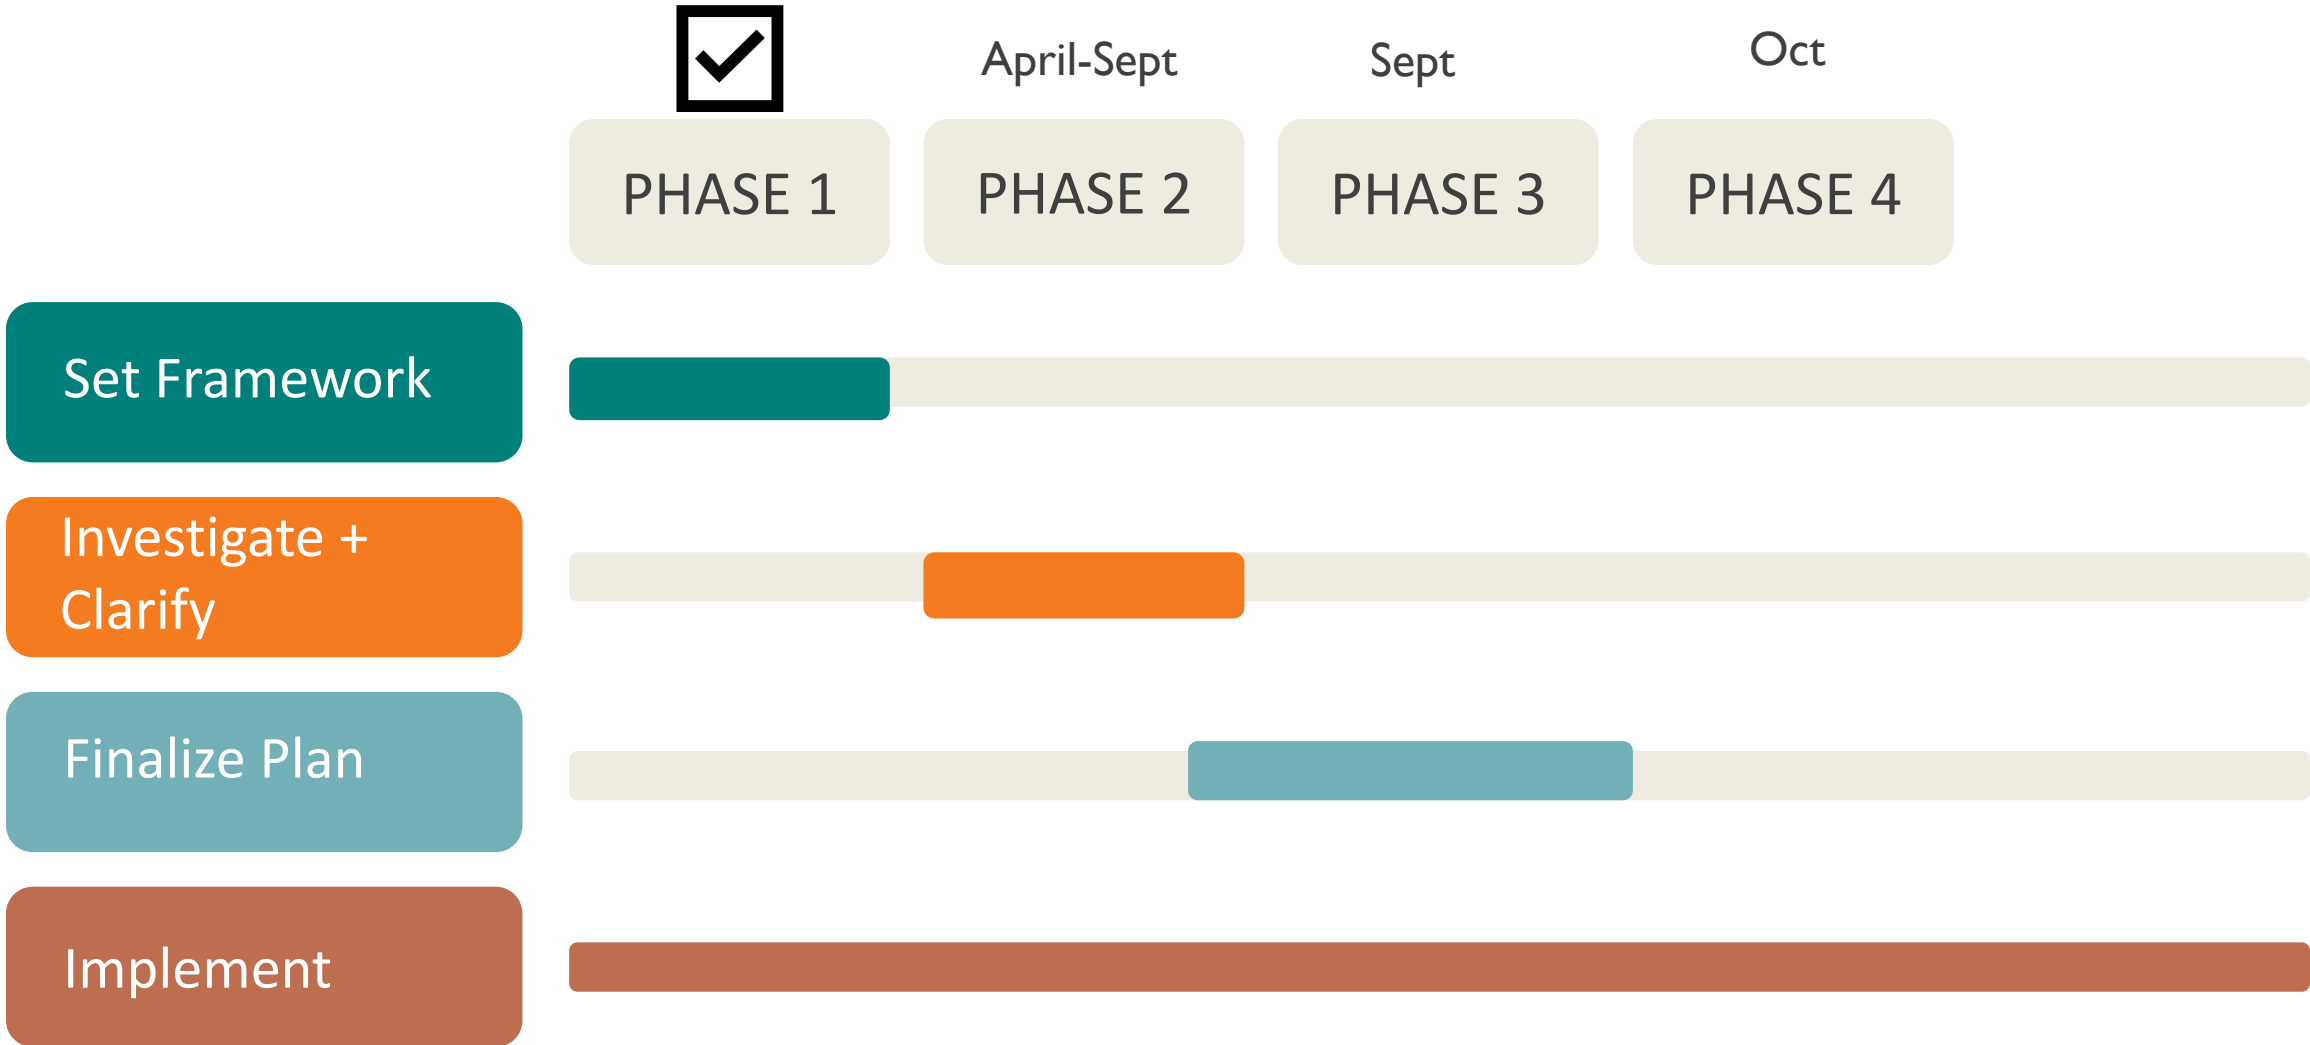 April-Sept
Sept
Oct
PHASE 1
PHASE 2
PHASE 3
PHASE 4
Set Framework
Investigate +
Clarify
Finalize Plan
Implement